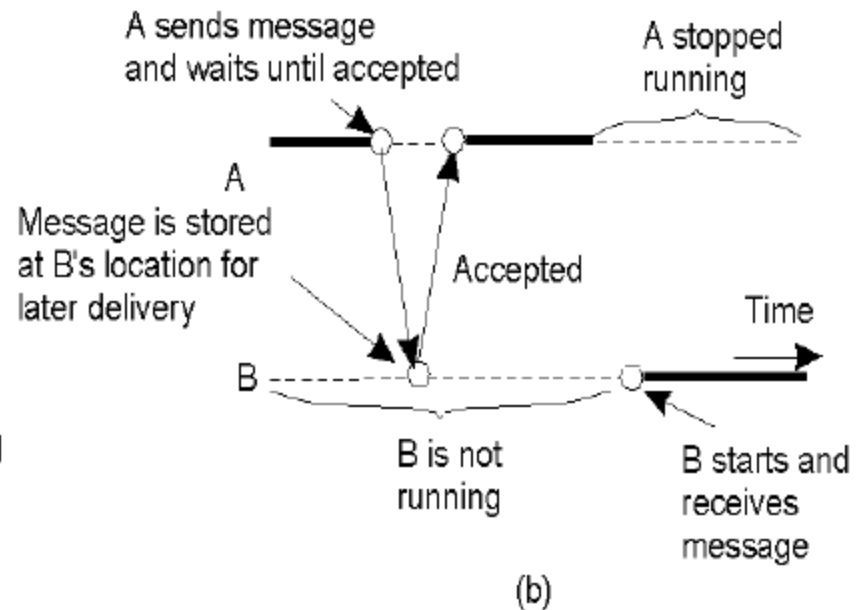 A sends message
and waits until accepted
A stopped
running
A
Message is stored
at B's location for
later delivery
Accepted
Time
B
B is not
running
B starts and
receives
message
(b)